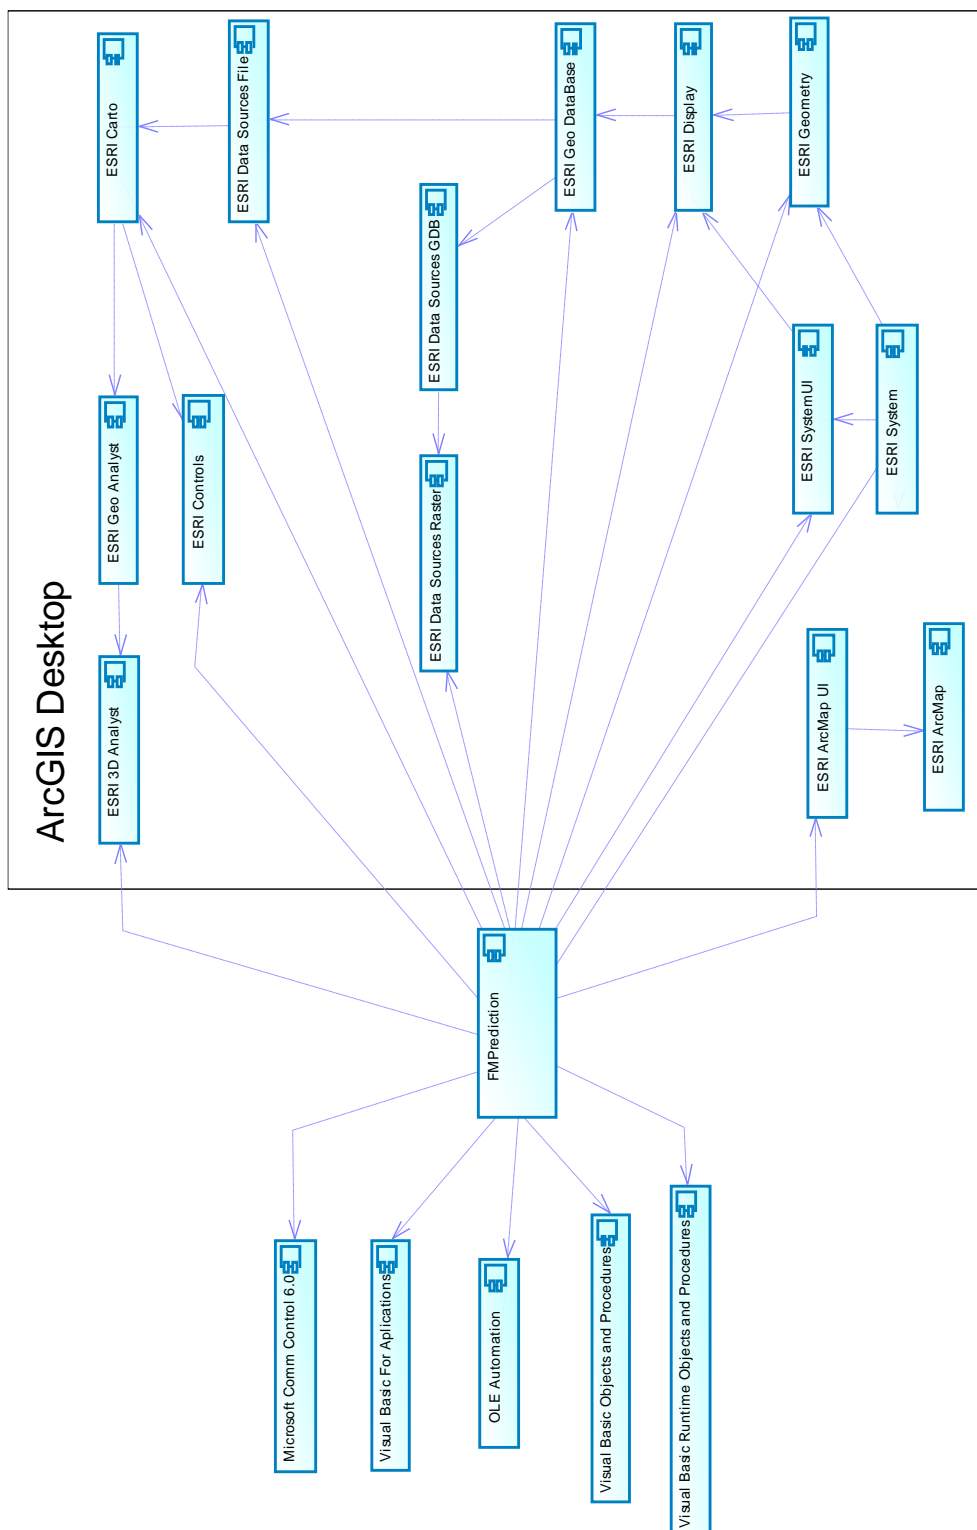 ArcGIS Desktop
ESRI Carto
ESRI Data Sources File
ESRI Geo DataBase
ESRI Display
ESRI Geometry
ESRI Data Sources GDB
ESRI Geo Analyst
ESRI Controls
ESRI Data Sources Raster
ESRI SystemUI
ESRI System
ESRI 3D Analyst
ESRI ArcMap UI
ESRI ArcMap
FMPrediction
Microsoft Comm Control 6.0
Visual Basic For Aplications
OLE Automation
Visual Basic Objects and Procedures
Visual Basic Runtime Objects and Procedures